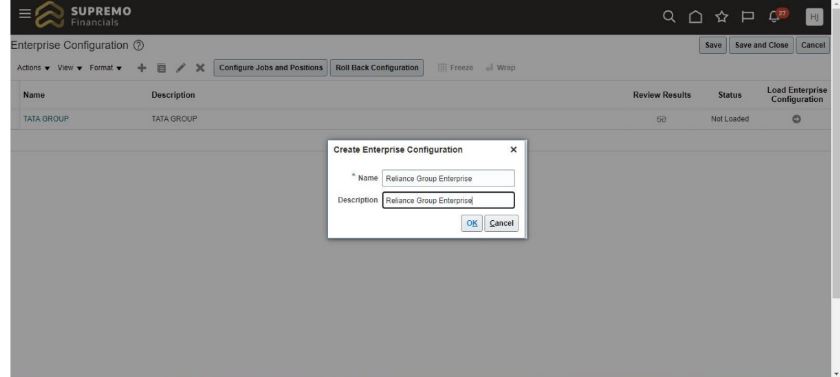 SUPREMO
Financials
27
HJ
Enterprise Configuration
Save Save and Close Cancel
Actions View Format Configure Jobs and Positions Roll Back Configuration Freeze Wrap
Name Description Review Results Status Load Enterprise Configuration
TATA GROUP TATA GROUP Not Loaded
Create Enterprise Configuration
* Name Reliance Group Enterprise
Description Reliance Group Enterprise
OK Cancel